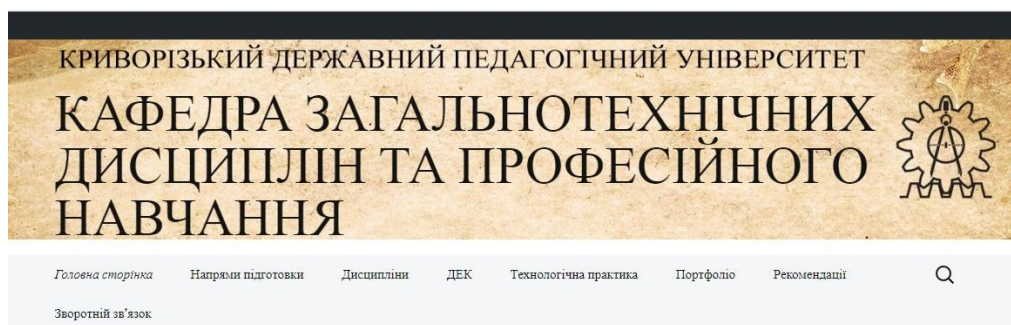 КРИВОРІЗЬКИЙ ДЕРЖАВНИЙ ПЕДАГОГІЧНИЙ УНІВЕРСИТЕТ
КАФЕДРА ЗАГАЛЬНОТЕХНІЧНИХ
ДИСЦИПЛІН ТА ПРОФЕСІЙНОГО
НАВЧАННЯ
Головна сторінка Напрями підготовки Дисципліни ДЕК Технологічна практика Портфоліо Рекомендації
Зворотній зв'язок